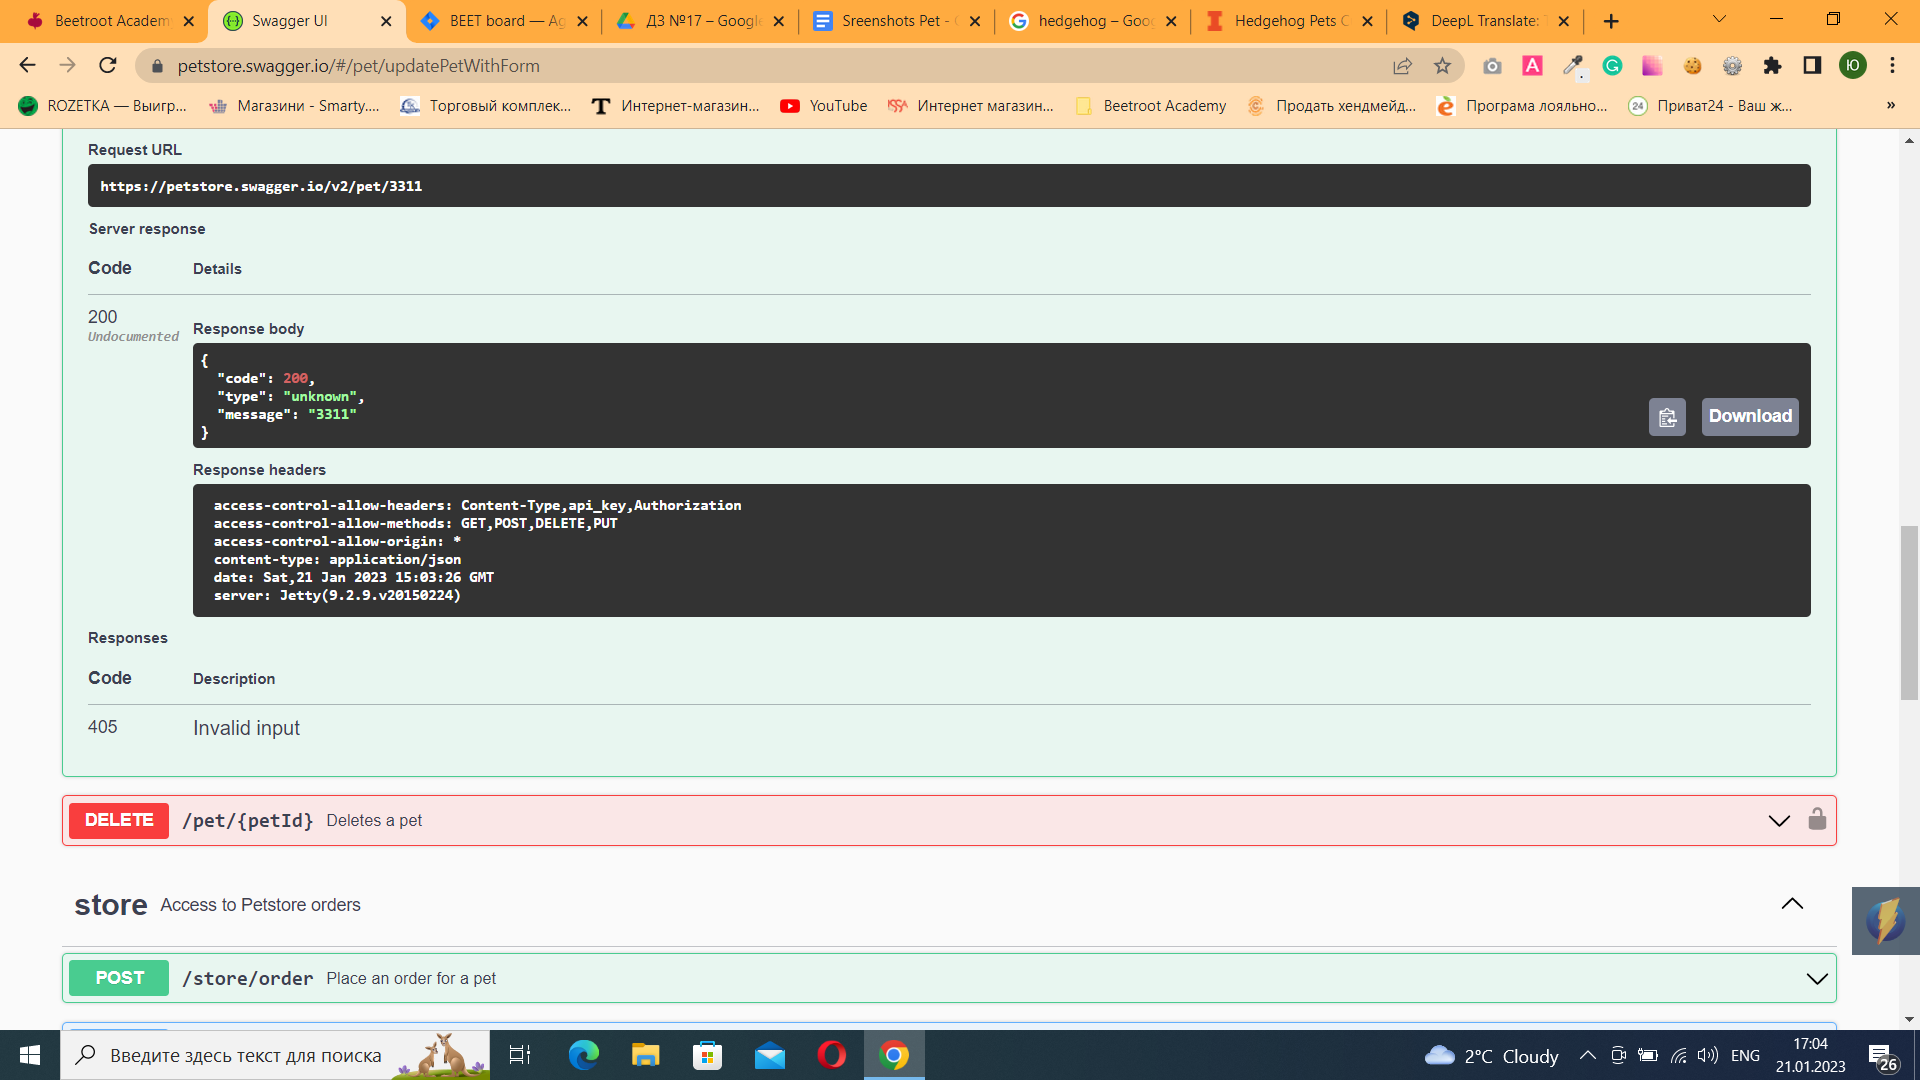 Beetroot Academ
Swagger UI
BEET board — Ag
ДЗ №17 – Google
Sreenshots Pet -
hedgehog – Goo
Hedgehog Pets C
DeepL Translate:
petstore.swagger.io/#/pet/updatePetWithForm
Ю
ROZETKA — Выигр...
Магазини - Smarty....
Торговый комплек...
Интернет-магазин...
YouTube
Интернет магазин...
Beetroot Academy
Продать хендмейд...
Програма лояльно...
24
Приват24 - Ваш ж...
»
Request URL
https://petstore.swagger.io/v2/pet/3311
Server response
Code Details
200
Undocumented
Response body
{
"code": 200,
"type": "unknown",
"message": "3311"
}
Download
Response headers
access-control-allow-headers: Content-Type,api_key,Authorization
access-control-allow-methods: GET,POST,DELETE,PUT
access-control-allow-origin: *
content-type: application/json
date: Sat,21 Jan 2023 15:03:26 GMT
server: Jetty(9.2.9.v20150224)
Responses
Code Description
405 Invalid input
DELETE /pet/{petId} Deletes a pet
store Access to Petstore orders
POST /store/order Place an order for a pet
Введите здесь текст для поиска
2°C Cloudy
ENG
17:04
21.01.2023
26